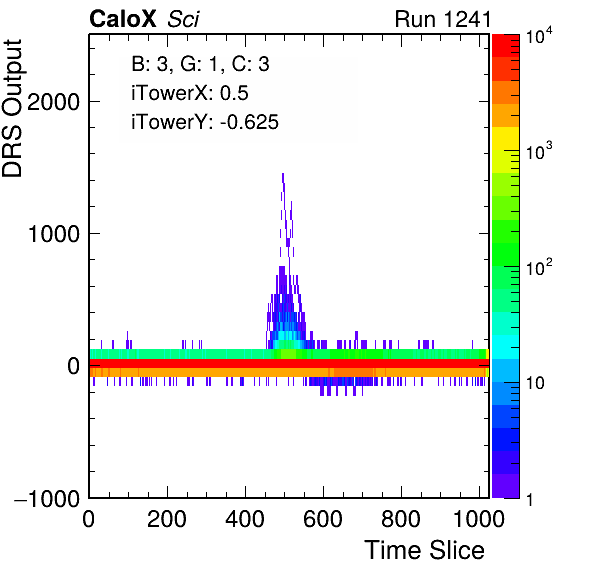 CaloX Sci Run 1241
B: 3, G: 1, C: 3
iTowerX: 0.5
iTowerY: -0.625
DRS Output
2000
1000
0
−1000
0 200 400 600 800 1000
Time Slice
10^4
10^3
10^2
10
1